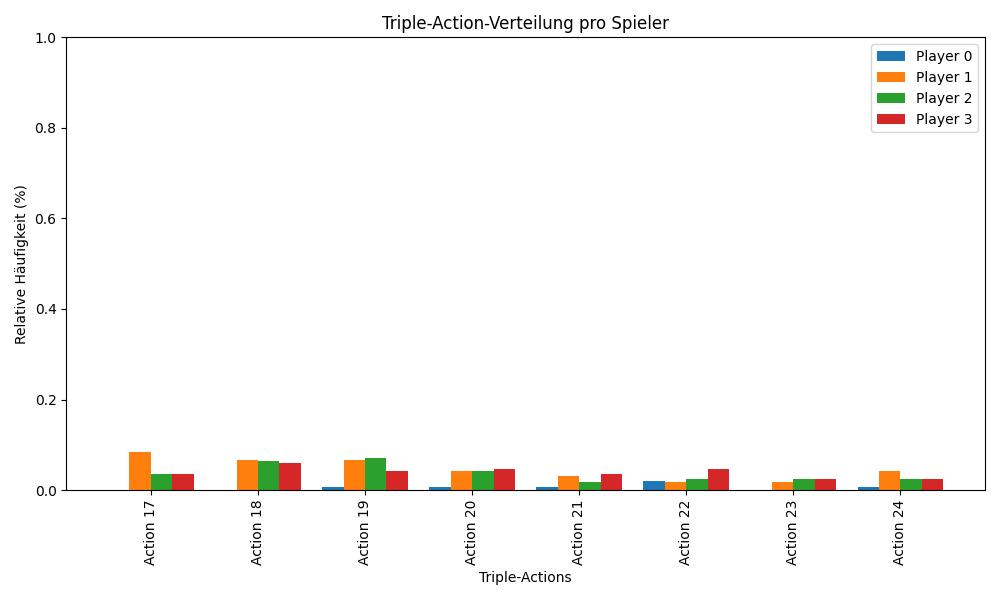 Triple-Action-Verteilung pro Spieler
Relative Häufigkeit (%)
1.0
0.8
0.6
0.4
0.2
0.0
Player 0
Player 1
Player 2
Player 3
Action 17
Action 18
Action 19
Action 20
Action 21
Action 22
Action 23
Action 24
Triple-Actions